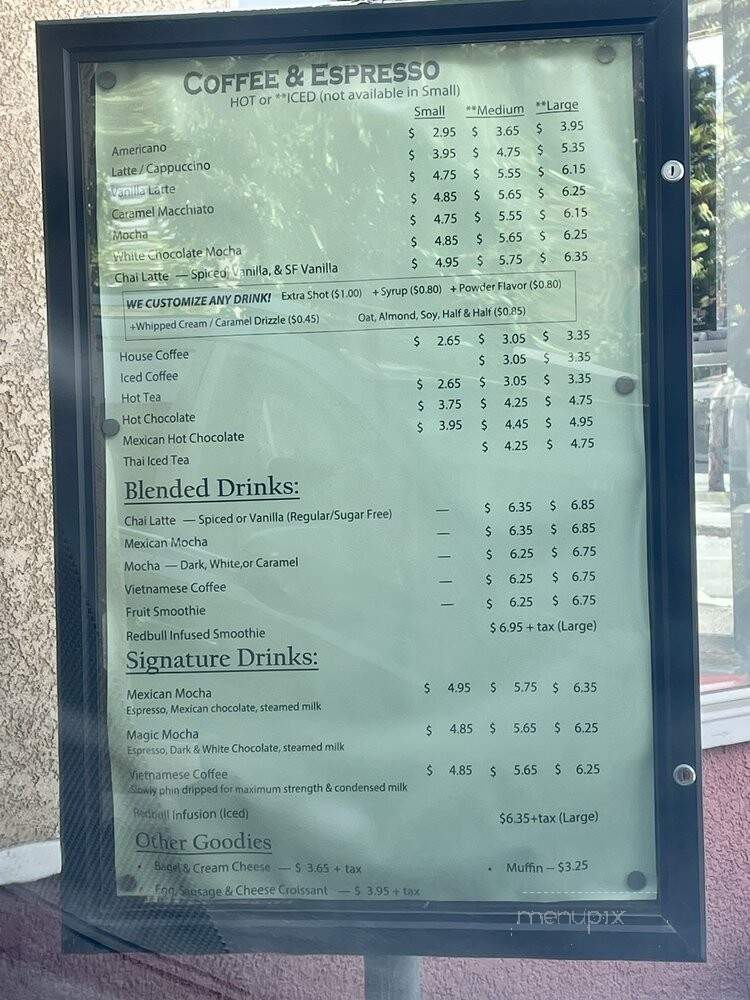 COFFEE & ESPRESSO
HOT or **ICED (not available in Small)
Small **Medium **Large
Americano $ 2.95 $ 3.65 $ 3.95
Latte / Cappuccino $ 3.95 $ 4.75 $ 5.35
Vanilla Latte $ 4.75 $ 5.55 $ 6.15
Caramel Macchiato $ 4.85 $ 5.65 $ 6.25
Mocha $ 4.75 $ 5.55 $ 6.15
White Chocolate Mocha $ 4.85 $ 5.65 $ 6.25
Chai Latte — Spiced, Vanilla, & SF Vanilla $ 4.95 $ 5.75 $ 6.35
WE CUSTOMIZE ANY DRINK! Extra Shot ($1.00) + Syrup ($0.80) + Powder Flavor ($0.80)
+Whipped Cream / Caramel Drizzle ($0.45) Oat, Almond, Soy, Half & Half ($0.85)
House Coffee $ 2.65 $ 3.05 $ 3.35
Iced Coffee $ 3.05 $ 3.35
Hot Tea $ 2.65 $ 3.05 $ 3.35
Hot Chocolate $ 3.75 $ 4.25 $ 4.75
Mexican Hot Chocolate $ 3.95 $ 4.45 $ 4.95
Thai Iced Tea $ 4.25 $ 4.75
Blended Drinks:
Chai Latte — Spiced or Vanilla (Regular/Sugar Free) — $ 6.35 $ 6.85
Mexican Mocha — $ 6.35 $ 6.85
Mocha — Dark, White,or Caramel — $ 6.25 $ 6.75
Vietnamese Coffee — $ 6.25 $ 6.75
Fruit Smoothie — $ 6.25 $ 6.75
Redbull Infused Smoothie $ 6.95 + tax (Large)
Signature Drinks:
Mexican Mocha $ 4.95 $ 5.75 $ 6.35
Espresso, Mexican chocolate, steamed milk
Magic Mocha $ 4.85 $ 5.65 $ 6.25
Espresso, Dark & White Chocolate, steamed milk
Vietnamese Coffee $ 4.85 $ 5.65 $ 6.25
Slowly phin dripped for maximum strength & condensed milk
Redbull Infusion (Iced) $6.35+tax (Large)
Other Goodies
• Bagel & Cream Cheese — $ 3.65 + tax • Muffin – $3.25
• Egg, Sausage & Cheese Croissant — $ 3.95 + tax
menupix